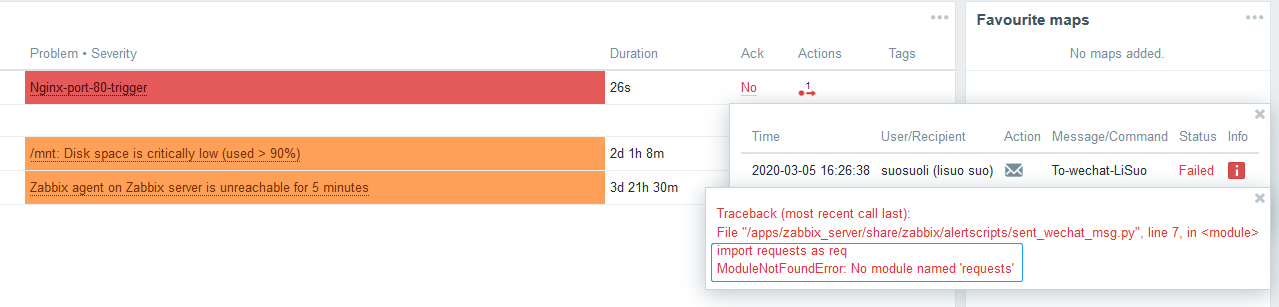 Favourite maps
Problem • Severity Duration Ack Actions Tags
No maps added.
Nginx-port-80-trigger 26s No 1
Time User/Recipient Action Message/Command Status Info
/mnt: Disk space is critically low (used > 90%) 2d 1h 8m
2020-03-05 16:26:38 suosuoli (lisuo suo) To-wechat-LiSuo Failed i
Zabbix agent on Zabbix server is unreachable for 5 minutes 3d 21h 30m
Traceback (most recent call last):
File "/apps/zabbix_server/share/zabbix/alertscripts/sent_wechat_msg.py", line 7, in <module>
import requests as req
ModuleNotFoundError: No module named 'requests'